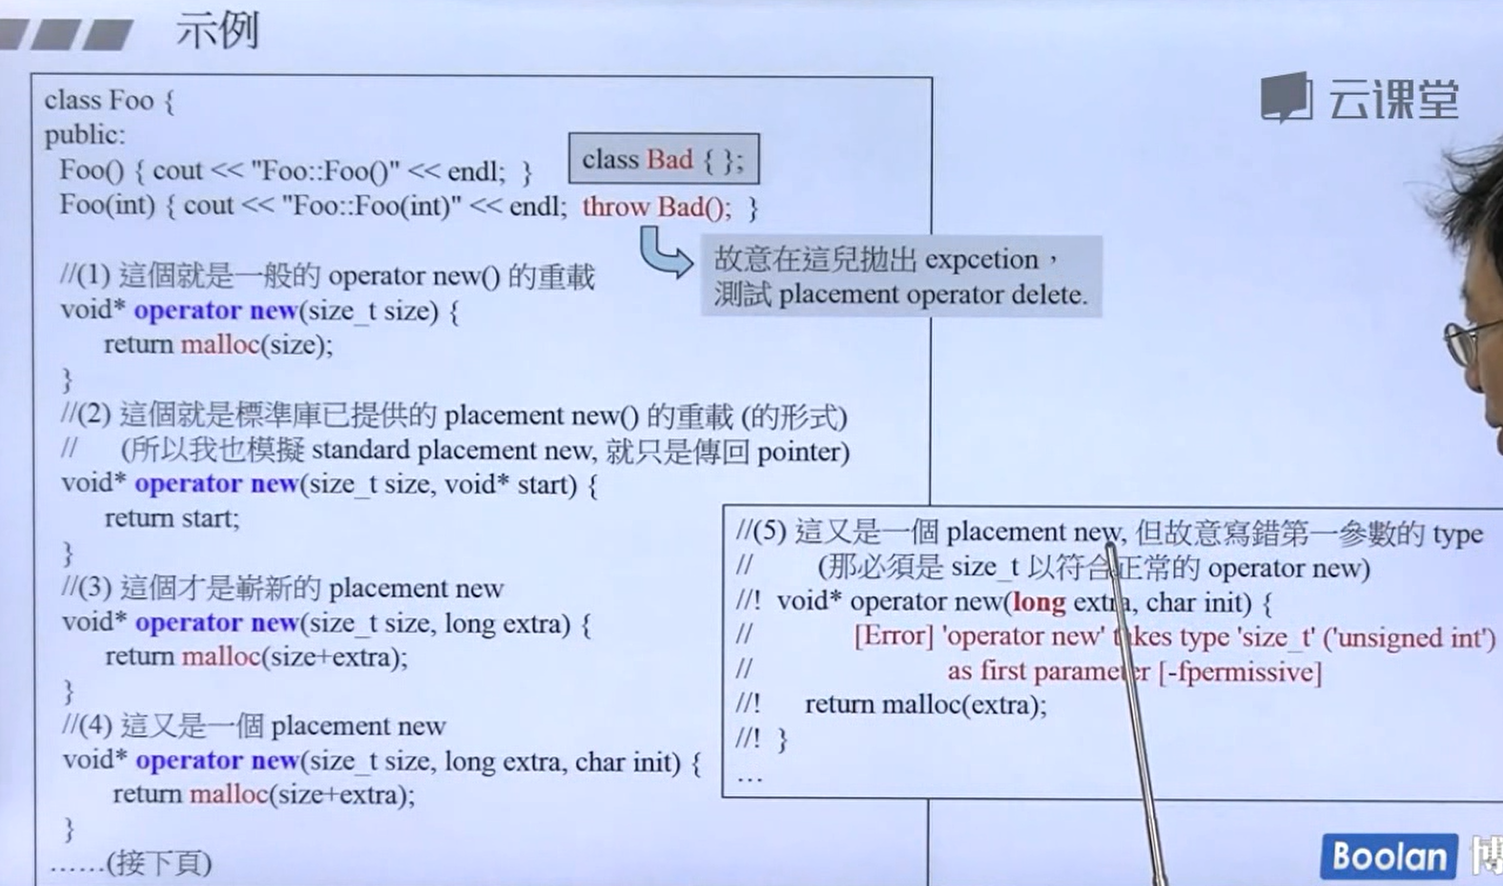 示例
云课堂
class Foo {
public:
Foo() { cout << "Foo::Foo()" << endl; }
class Bad { };
Foo(int) { cout << "Foo::Foo(int)" << endl; throw Bad(); }
故意在這兒拋出 expcetion，
測試 placement operator delete.
//(1) 這個就是一般的 operator new() 的重載
void* operator new(size_t size) {
return malloc(size);
}
//(2) 這個就是標準庫已提供的 placement new() 的重載 (的形式)
// (所以我也模擬 standard placement new, 就只是傳回 pointer)
void* operator new(size_t size, void* start) {
return start;
}
//(3) 這個才是嶄新的 placement new
void* operator new(size_t size, long extra) {
return malloc(size+extra);
}
//(4) 這又是一個 placement new
void* operator new(size_t size, long extra, char init) {
return malloc(size+extra);
}
……(接下頁)
//(5) 這又是一個 placement new, 但故意寫錯第一參數的 type
// (那必須是 size_t 以符合正常的 operator new)
//! void* operator new(long extra, char init) {
// [Error] 'operator new' takes type 'size_t' ('unsigned int')
// as first parameter [-fpermissive]
//! return malloc(extra);
//! }
…
Boolan 博